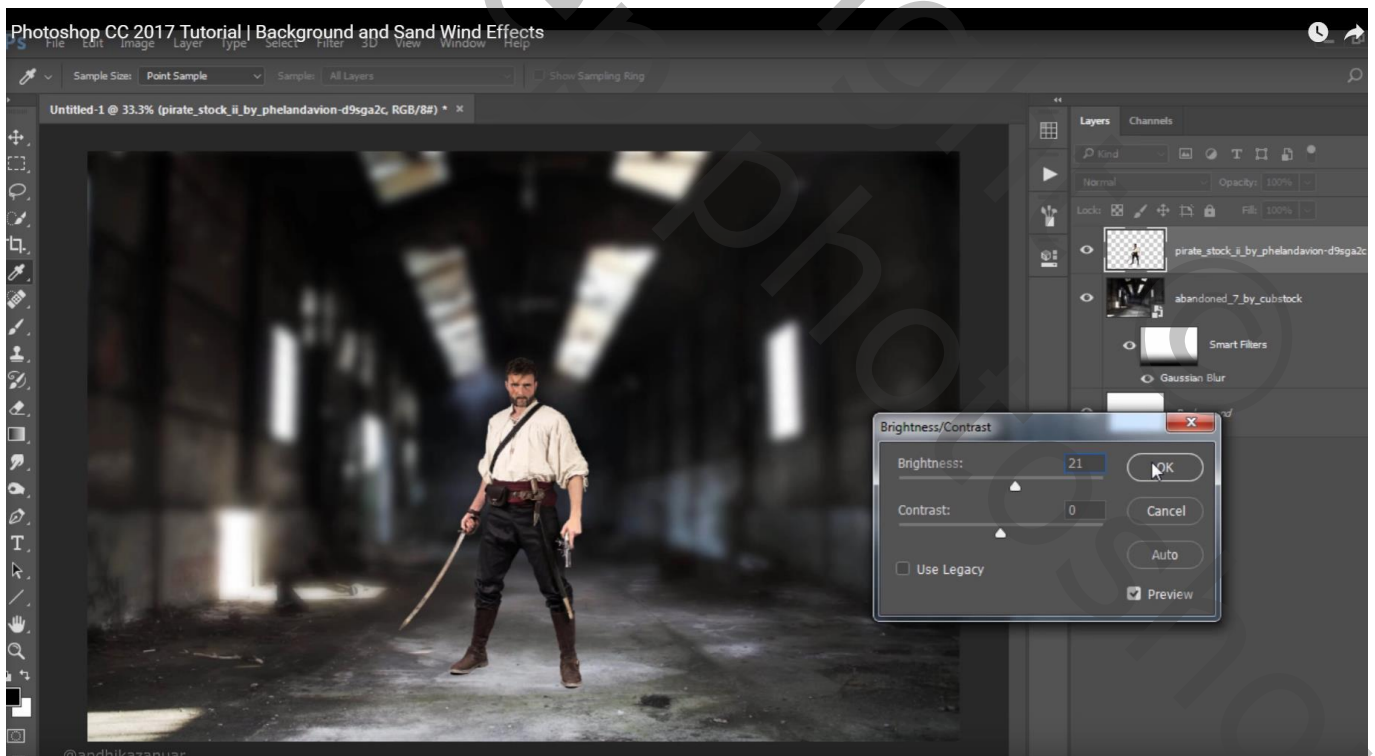 Photoshop CC 2017 Tutorial | Background and Sand Wind Effects
Ps File Edit Image Layer Type Select Filter 3D View Window Help
Sample Size: Point Sample Sample: All Layers Show Sampling Ring
Untitled-1 @ 33.3% (pirate_stock_ii_by_phelandavion-d9sga2c, RGB/8#) * ×
Layers Channels
Kind
Normal Opacity: 100%
Lock: Fill: 100%
pirate_stock_ii_by_phelandavion-d9sga2c
abandoned_7_by_cubstock
Smart Filters
Gaussian Blur
Brightness/Contrast
Brightness: 21
OK
Contrast: 0
Cancel
Auto
Use Legacy
Preview
@andhikazanuar